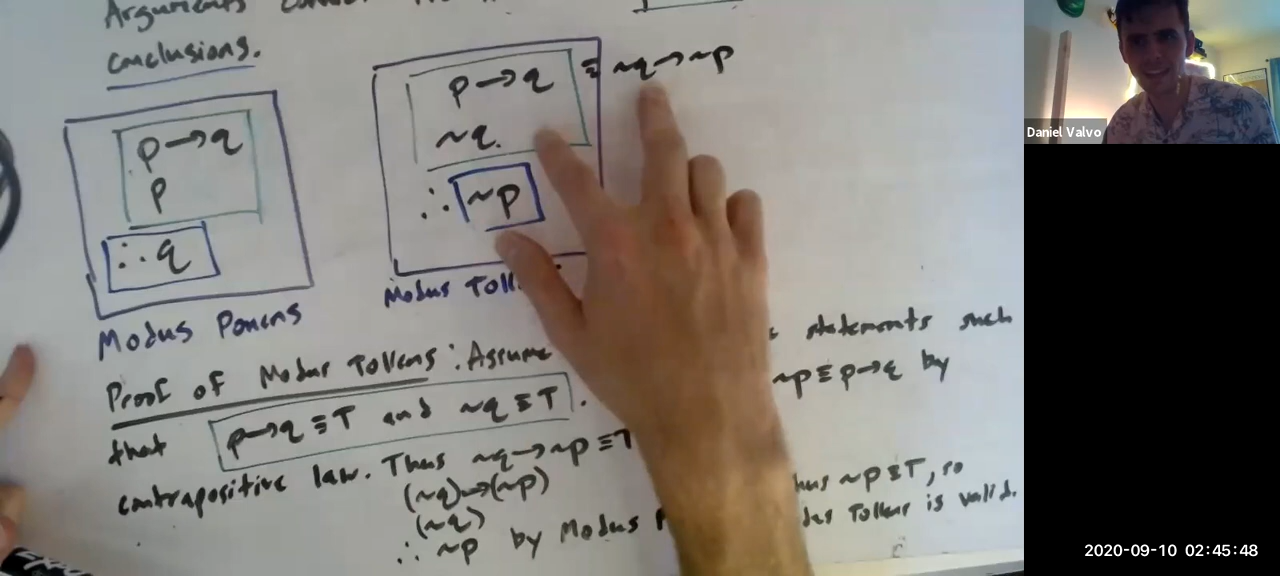 Arguments
conclusions.
p→q
p
∴ q
Modus Ponens
p→q ≡ ~q→~p
~q.
∴ ~p
Modus Toll
Proof of Modus Tollens: Assume statements such
that p→q ≡ T and ~q ≡ T. ~p ≡ p→q by
contrapositive law. Thus ~q→~p ≡ T
(~q)→(~p)
(~q)
∴ ~p by Modus
~p ≡ T, so
Tollens is valid.
Daniel Valvo
2020-09-10 02:45:48